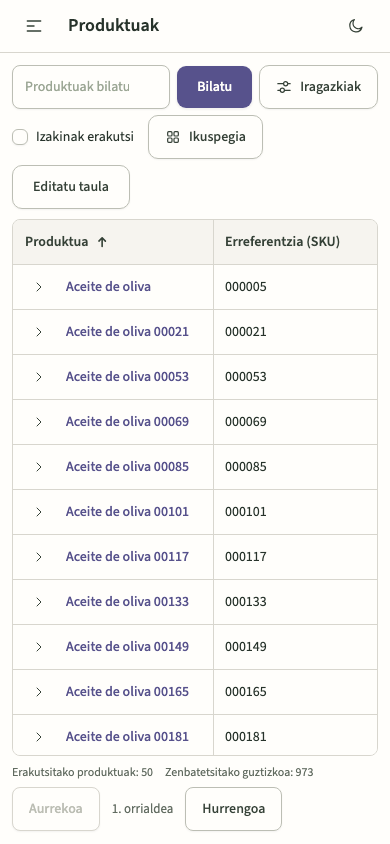 Produktuak
Produktuak bilatu
Bilatu
Iragazkiak
Izakinak erakutsi
Ikuspegia
Editatu taula
Produktua
Erreferentzia (SKU)
Aceite de oliva 000005
Aceite de oliva 00021 000021
Aceite de oliva 00053 000053
Aceite de oliva 00069 000069
Aceite de oliva 00085 000085
Aceite de oliva 00101 000101
Aceite de oliva 00117 000117
Aceite de oliva 00133 000133
Aceite de oliva 00149 000149
Aceite de oliva 00165 000165
Aceite de oliva 00181 000181
Erakutsitako produktuak: 50 Zenbatetsitako guztizkoa: 973
Aurrekoa 1. orrialdea Hurrengoa